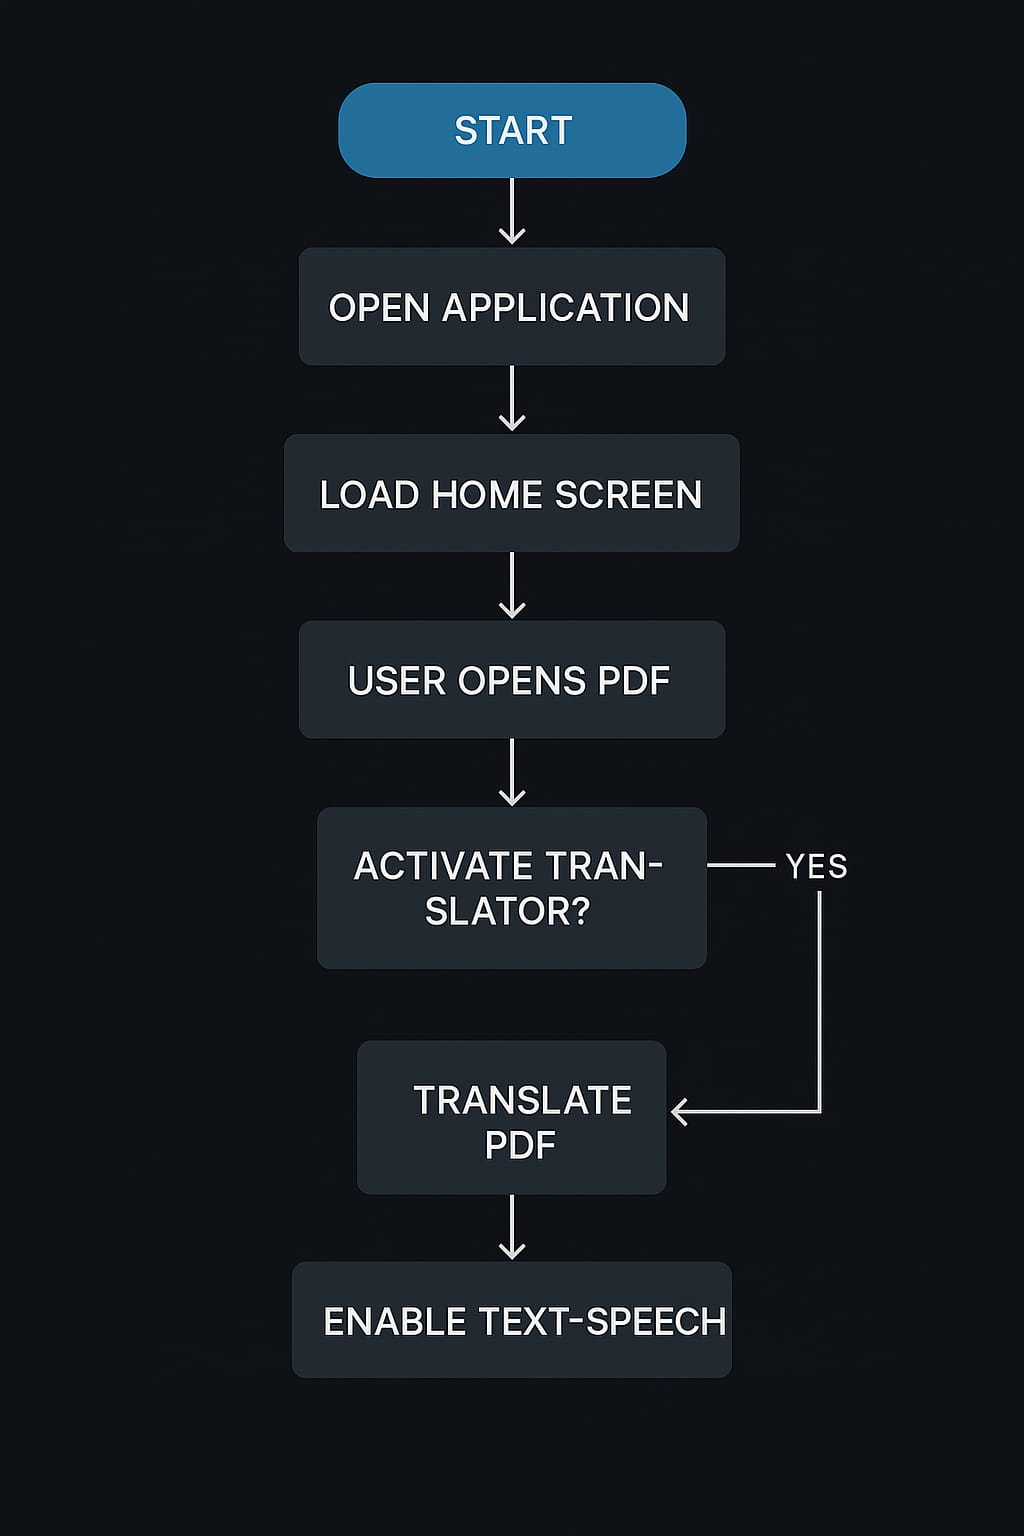 START
OPEN APPLICATION
LOAD HOME SCREEN
USER OPENS PDF
ACTIVATE TRAN-
SLATOR?
YES
TRANSLATE
PDF
ENABLE TEXT-SPEECH